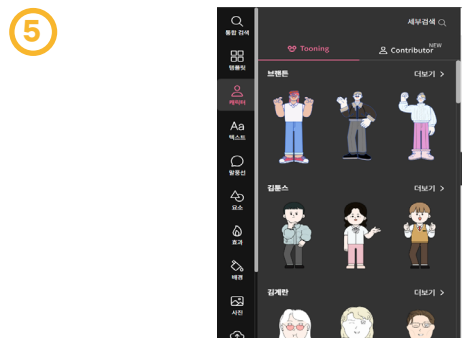 5
세부검색
통합 검색
Tooning
Contributor NEW
템플릿
브랜든
더보기
캐릭터
Aa
텍스트
말풍선
김툰스
더보기
요소
효과
배경
김계란
더보기
사진